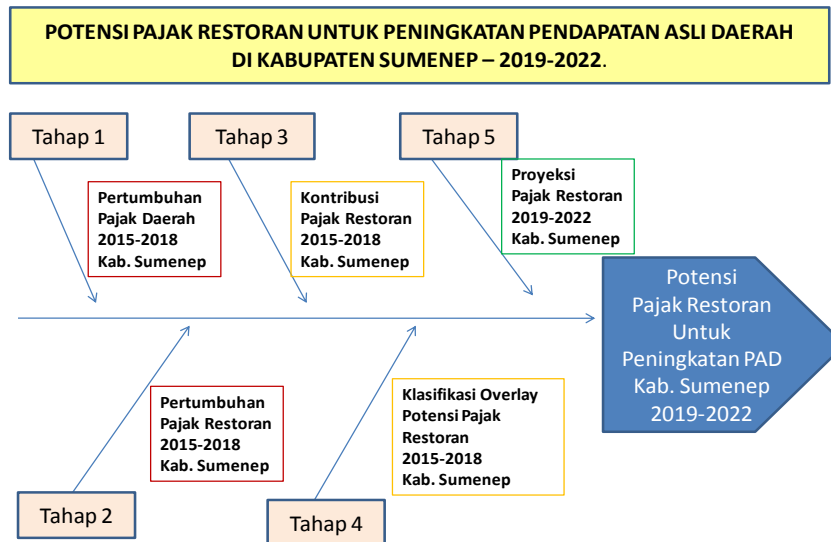 POTENSI PAJAK RESTORAN UNTUK PENINGKATAN PENDAPATAN ASLI DAERAH
DI KABUPATEN SUMENEP – 2019-2022.
Tahap 1
Tahap 3
Tahap 5
Pertumbuhan
Pajak Daerah
2015-2018
Kab. Sumenep
Kontribusi
Pajak Restoran
2015-2018
Kab. Sumenep
Proyeksi
Pajak Restoran
2019-2022
Kab. Sumenep
Potensi
Pajak Restoran
Untuk
Peningkatan PAD
Kab. Sumenep
2019-2022
Pertumbuhan
Pajak Restoran
2015-2018
Kab. Sumenep
Klasifikasi Overlay
Potensi Pajak
Restoran
2015-2018
Kab. Sumenep
Tahap 2
Tahap 4